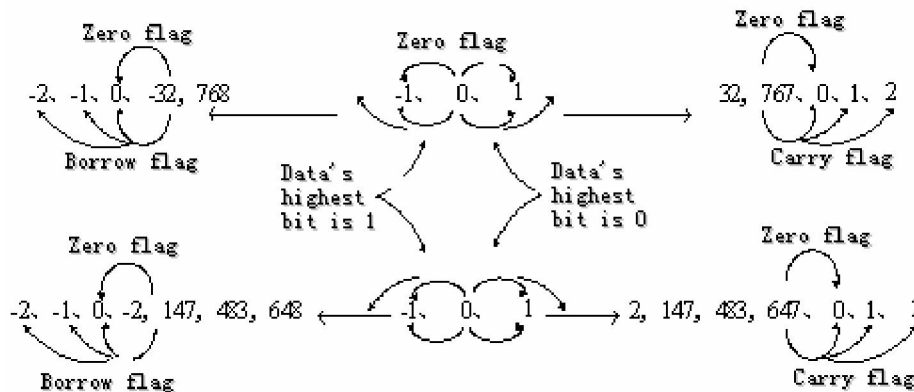 Zero flag
-2、 -1、 0、 -32, 768
Borrow flag
Zero flag
-1、 0、 1
Zero flag
32, 767、 0、 1、 2
Carry flag
Data's
highest
bit is 1
Data's
highest
bit is 0
Zero flag
-2、 -1、 0、 -2, 147, 483, 648
Borrow flag
-1、 0、 1
Zero flag
2, 147, 483, 647、 0、 1、
Carry flag